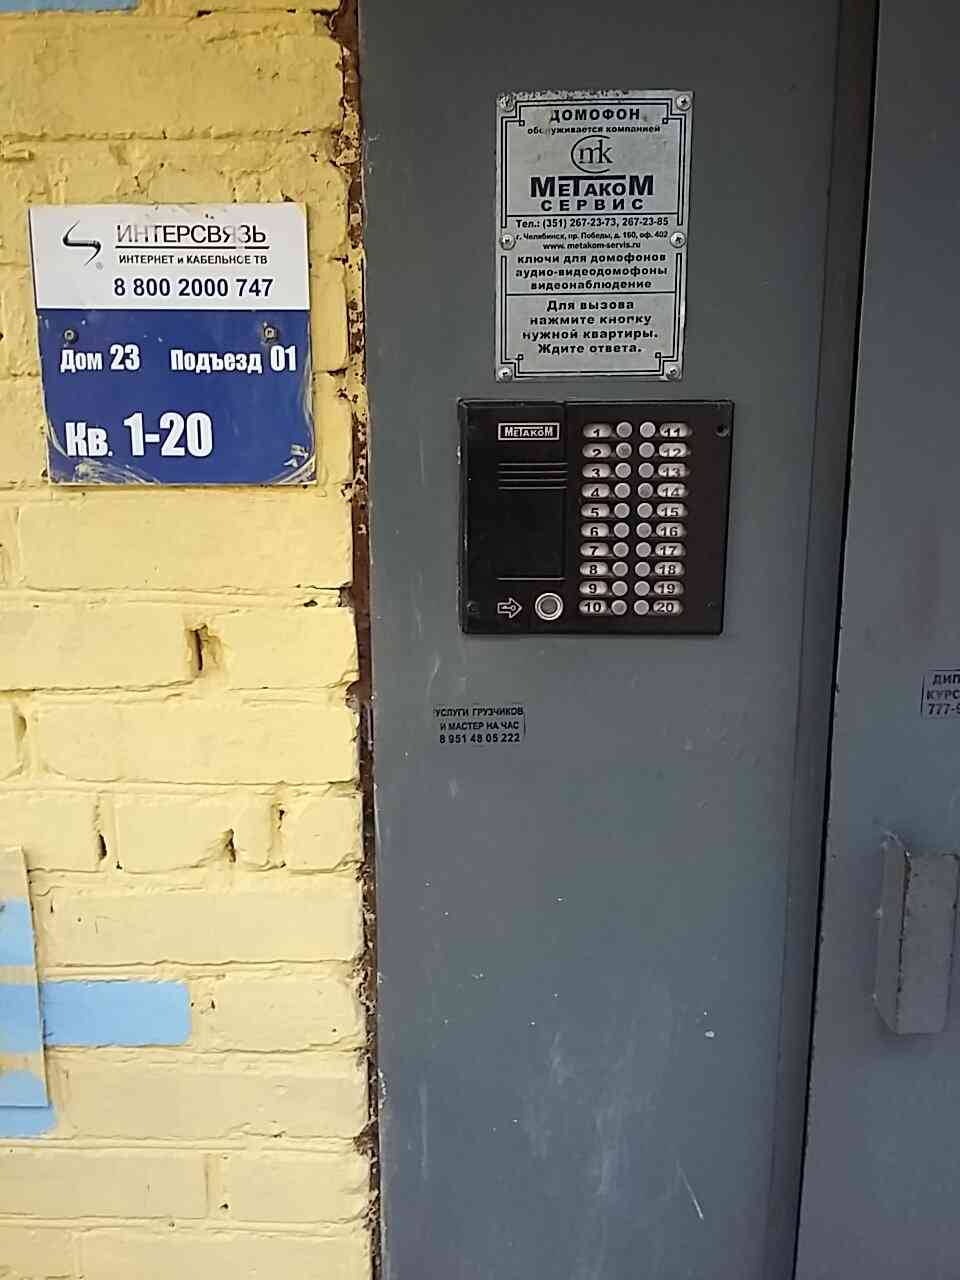 ИНТЕРСВЯЗЬ
ИНТЕРНЕТ и КАБЕЛЬНОЕ ТВ
8 800 2000 747
Дом 23 Подъезд 01
Кв. 1-20
ДОМОФОН
обслуживается компанией
mk
МЕТАКОМ
СЕРВИС
Тел.: (351) 267-23-73, 267-23-85
г. Челябинск, пр. Победы, д. 160, оф. 402
www. metakom-servis.ru
ключи для домофонов
аудио-видеодомофоны
видеонаблюдение
Для вызова
нажмите кнопку
нужной квартиры.
Ждите ответа.
МЕТАКОМ
1 11
2 12
3 13
4 14
5 15
6 16
7 17
8 18
9 19
10 20
УСЛУГИ ГРУЗЧИКОВ
И МАСТЕР НА ЧАС
8 951 48 05 222
ДИП
КУРС
777-